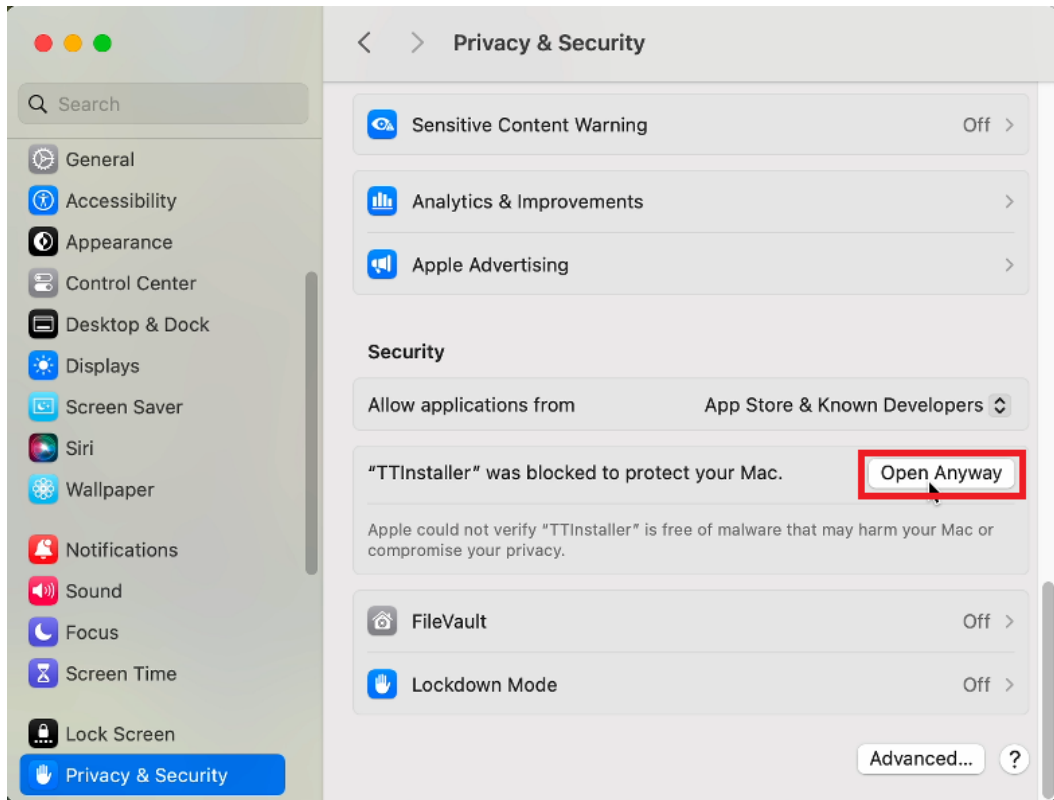 Privacy & Security
Search
General
Accessibility
Appearance
Control Center
Desktop & Dock
Displays
Screen Saver
Siri
Wallpaper
Notifications
Sound
Focus
Screen Time
Lock Screen
Privacy & Security
Sensitive Content Warning Off
Analytics & Improvements
Apple Advertising
Security
Allow applications from App Store & Known Developers
“TTInstaller” was blocked to protect your Mac. Open Anyway
Apple could not verify “TTInstaller” is free of malware that may harm your Mac or
compromise your privacy.
FileVault Off
Lockdown Mode Off
Advanced... ?